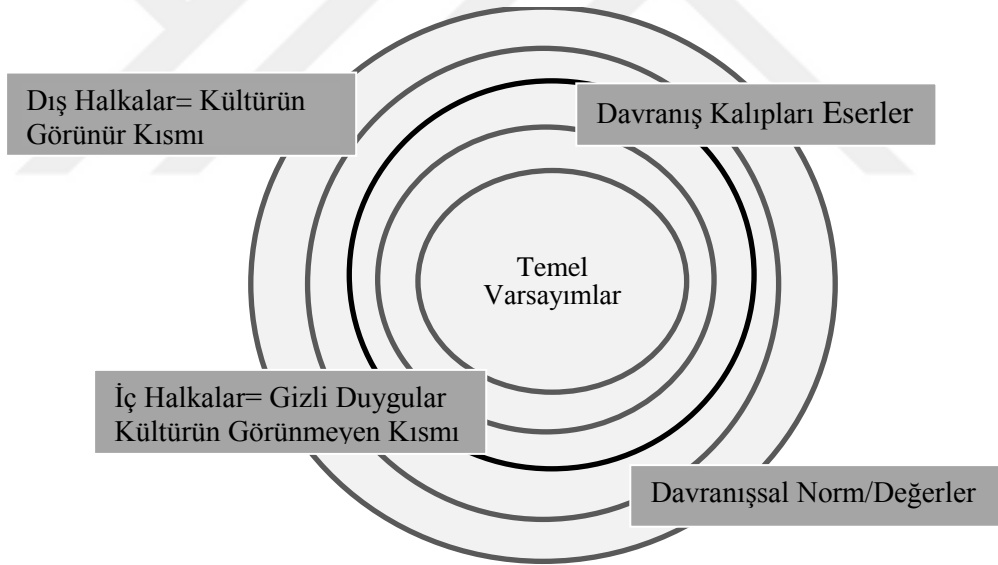 Dış Halkalar= Kültürün
Görünür Kısmı
Davranış Kalıpları Eserler
Temel
Varsayımlar
İç Halkalar= Gizli Duygular
Kültürün Görünmeyen Kısmı
Davranışsal Norm/Değerler